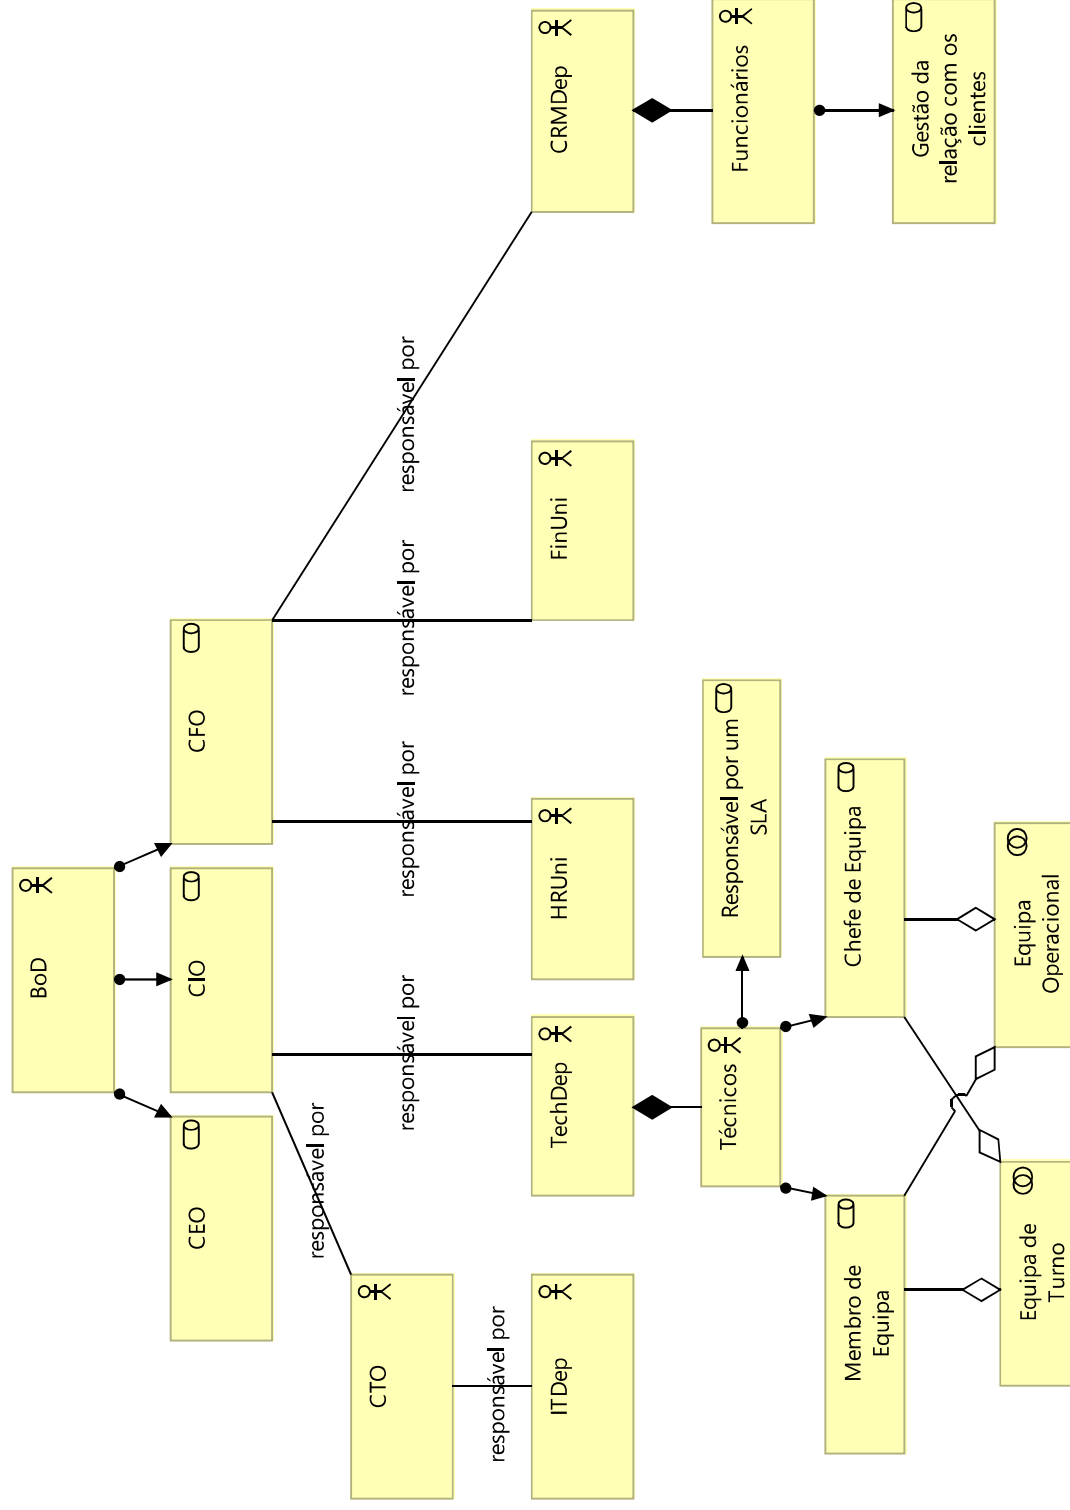 BoD
CEO
CIO
CFO
responsável por
responsável por
responsável por
responsável por
responsável por
CTO
responsável por
ITDep
TechDep
HRUni
FinUni
CRMDep
Técnicos
Responsável por um
SLA
Funcionários
Membro de
Equipa
Chefe de Equipa
Gestão da
relação com os
clientes
Equipa de
Turno
Equipa
Operacional